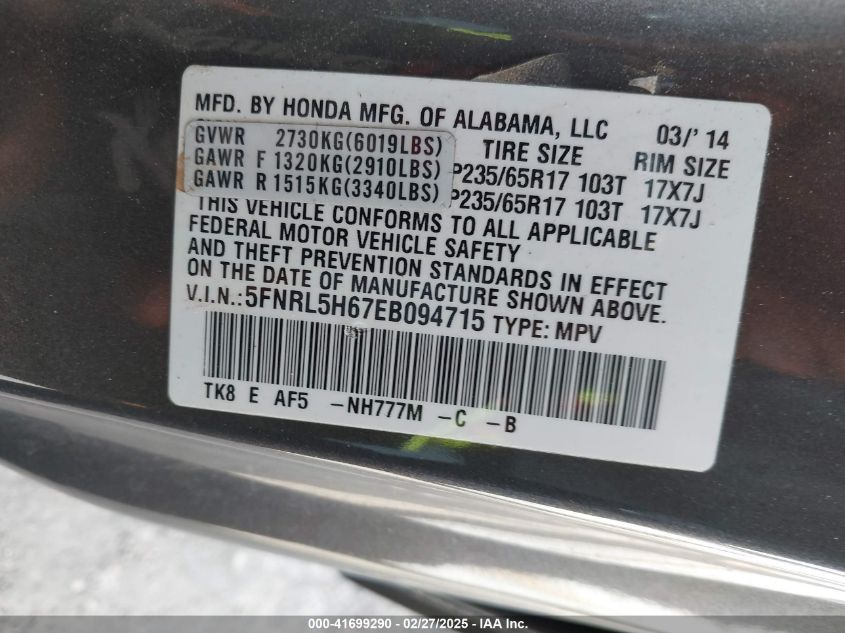 MFD. BY HONDA MFG. OF ALABAMA, LLC 03/' 14
GVWR 2730KG(6019LBS) TIRE SIZE RIM SIZE
GAWR F 1320KG(2910LBS) P235/65R17 103T 17X7J
GAWR R 1515KG(3340LBS) P235/65R17 103T 17X7J
THIS VEHICLE CONFORMS TO ALL APPLICABLE
FEDERAL MOTOR VEHICLE SAFETY
AND THEFT PREVENTION STANDARDS IN EFFECT
ON THE DATE OF MANUFACTURE SHOWN ABOVE.
V.I.N.:5FNRL5H67EB094715 TYPE: MPV
TK8 E AF5 -NH777M -C -B
000-41699290 - 02/27/2025 - IAA Inc.